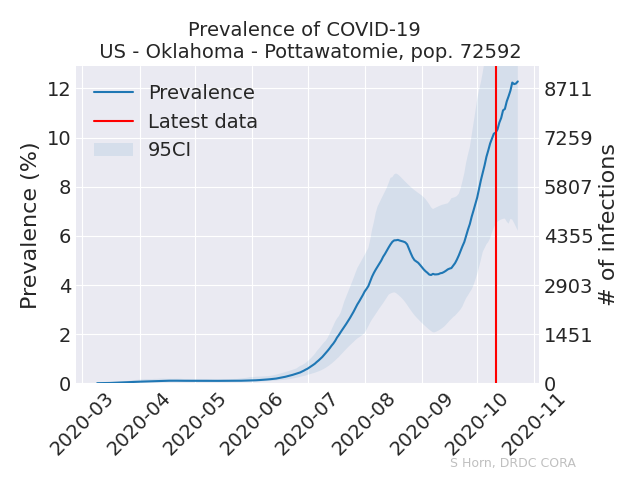 Prevalence of COVID-19
US - Oklahoma - Pottawatomie, pop. 72592
Prevalence
Latest data
95CI
Prevalence (%)
12
10
8
6
4
2
0
8711
7259
5807
4355
2903
1451
0
# of infections
2020-03
2020-04
2020-05
2020-06
2020-07
2020-08
2020-09
2020-10
2020-11
S Horn, DRDC CORA